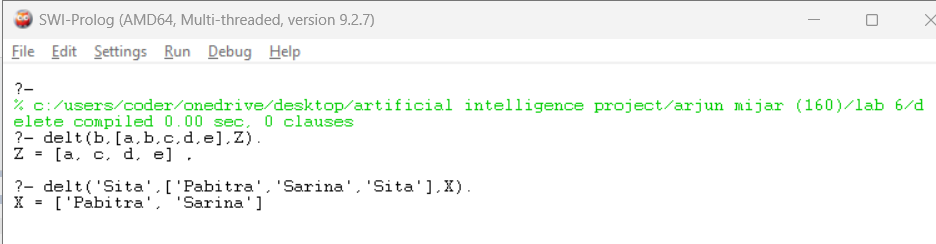 SWI-Prolog (AMD64, Multi-threaded, version 9.2.7)
File Edit Settings Run Debug Help
?-
% c:/users/coder/onedrive/desktop/artificial intelligence project/arjun mijar (160)/lab 6/d
elete compiled 0.00 sec, 0 clauses
?- delt(b,[a,b,c,d,e],Z).
Z = [a, c, d, e] ,
?- delt('Sita',['Pabitra','Sarina','Sita'],X).
X = ['Pabitra', 'Sarina']